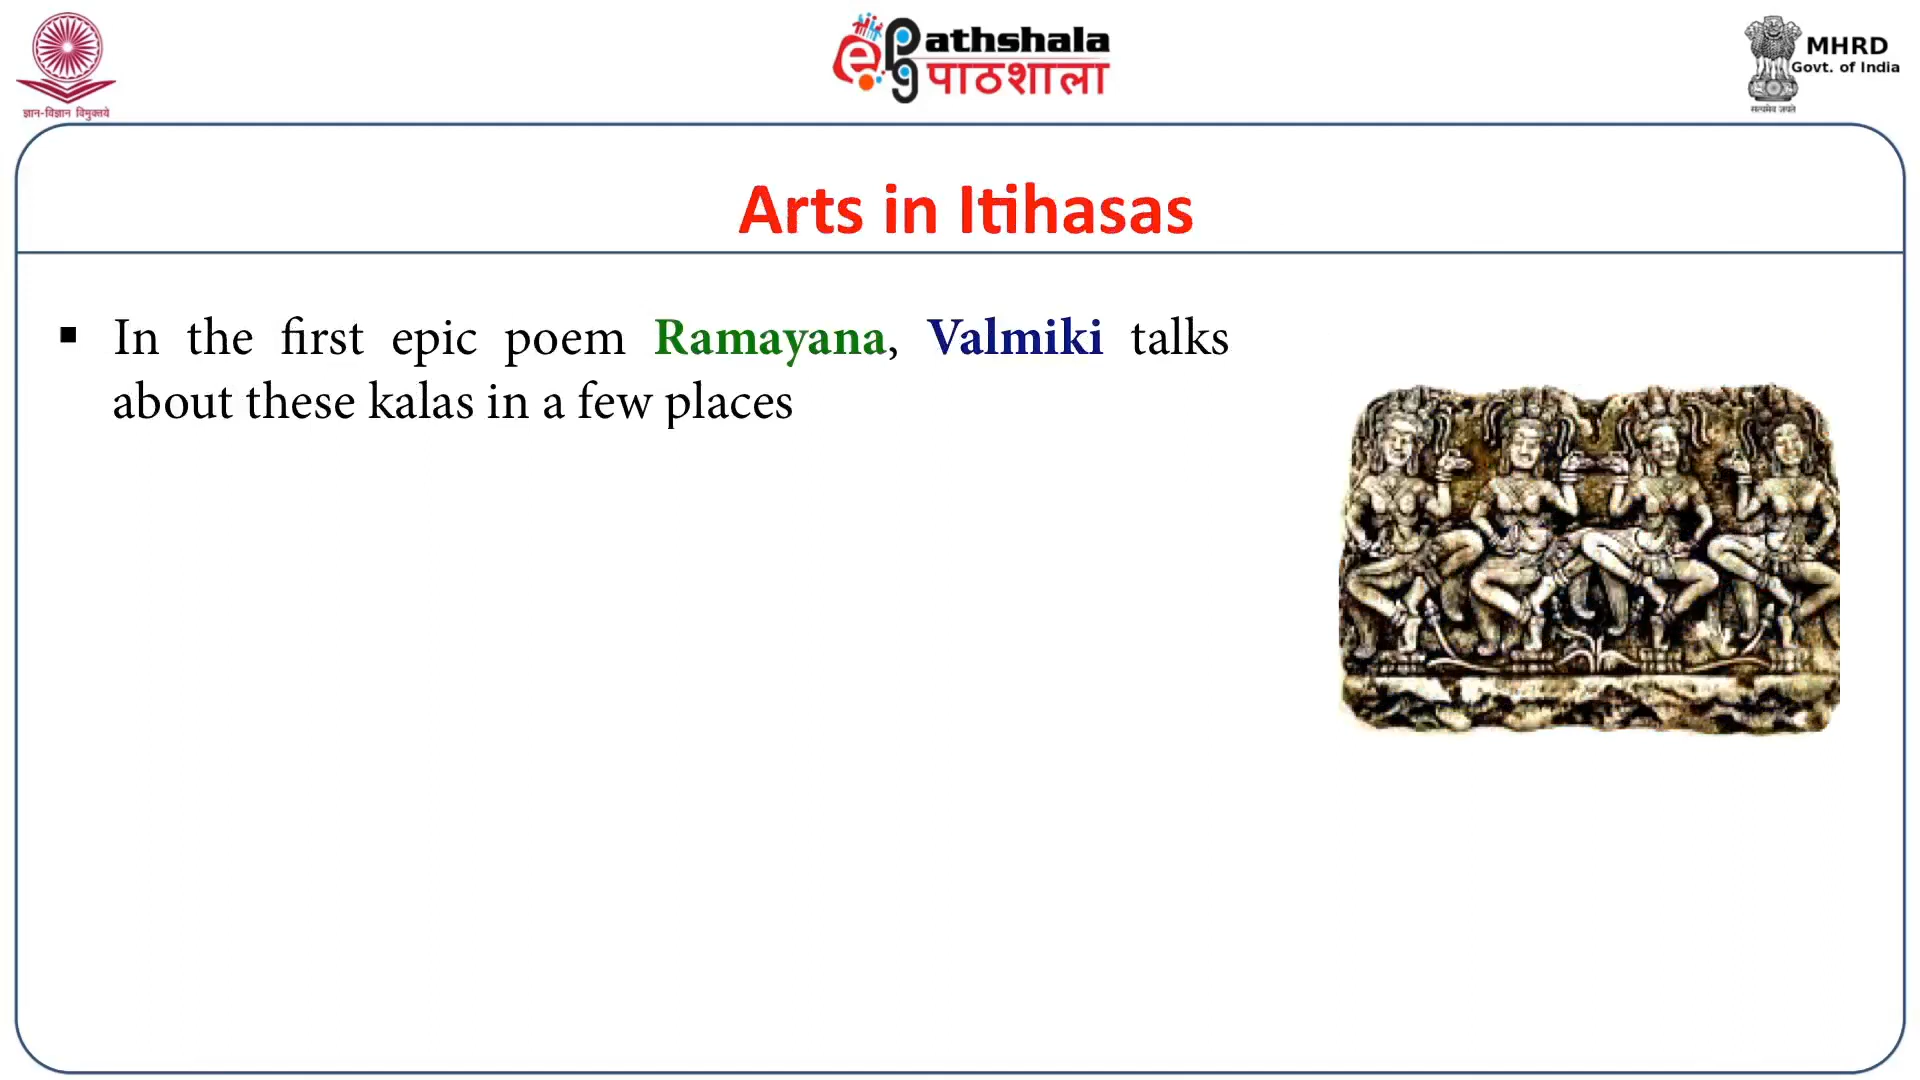 ज्ञान-विज्ञान विमुक्तये
e Pg Pathshala
पाठशाला
MHRD
Govt. of India
सत्यमेव जयते
Arts in Itihasas
▪ In the first epic poem Ramayana, Valmiki talks
about these kalas in a few places